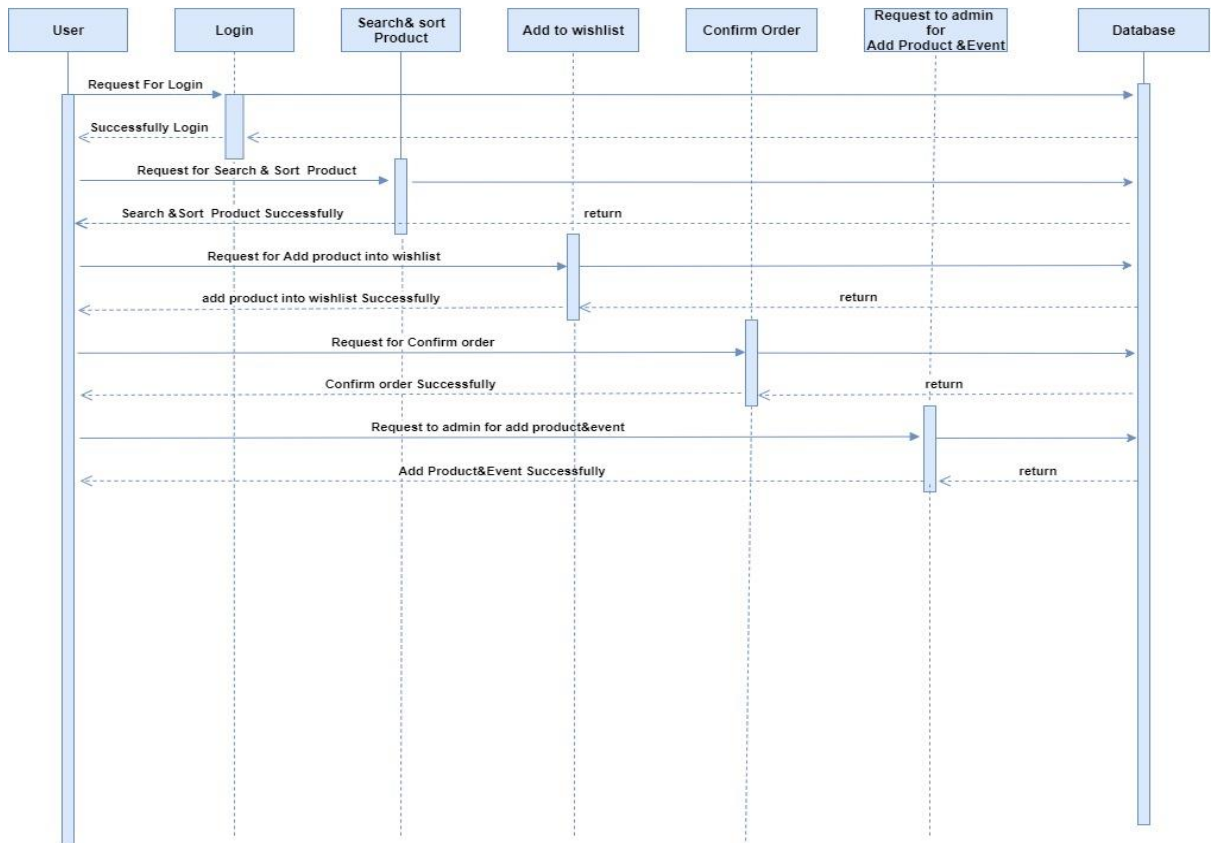 User
Login
Search& sort
Product
Add to wishlist
Confirm Order
Request to admin
for
Add Product &Event
Database
Request For Login
Successfully Login
Request for Search & Sort Product
Search &Sort Product Successfully
return
Request for Add product into wishlist
add product into wishlist Successfully
return
Request for Confirm order
Confirm order Successfully
return
Request to admin for add product&event
Add Product&Event Successfully
return